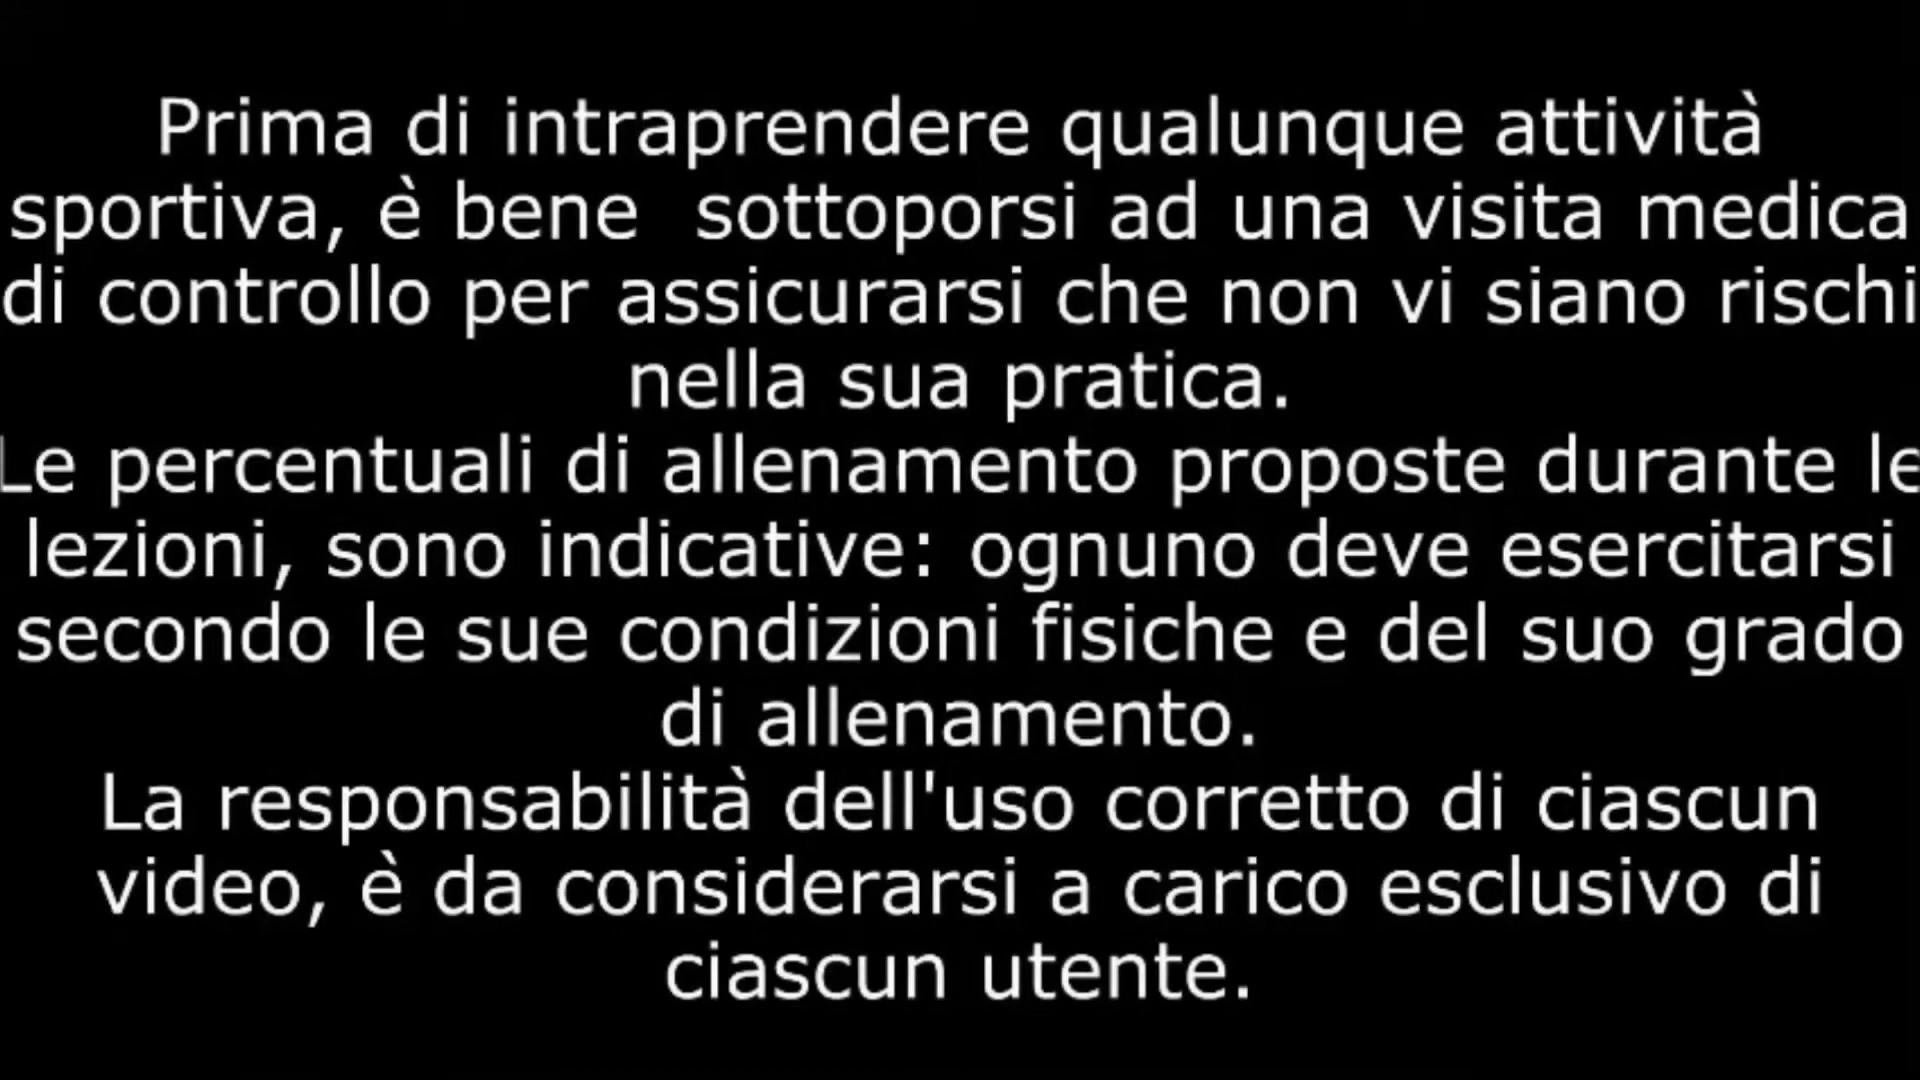 Prima di intraprendere qualunque attività
sportiva, è bene  sottoporsi ad una visita medica
di controllo per assicurarsi che non vi siano rischi
nella sua pratica.
Le percentuali di allenamento proposte durante le
lezioni, sono indicative: ognuno deve esercitarsi
secondo le sue condizioni fisiche e del suo grado
di allenamento.
La responsabilità dell'uso corretto di ciascun
video, è da considerarsi a carico esclusivo di
ciascun utente.